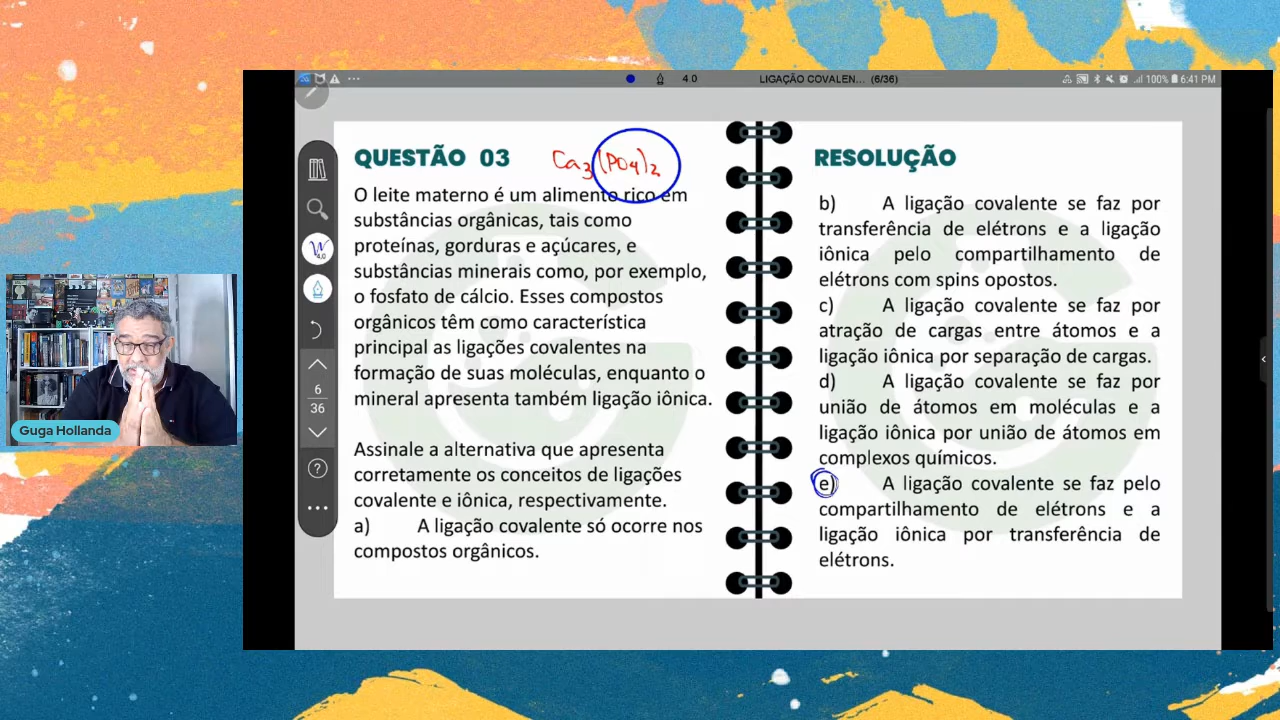 4.0
LIGAÇÃO COVALEN... (6/36)
100%
6:41 PM
QUESTÃO 03
Ca3(PO4)2
O leite materno é um alimento rico em
substâncias orgânicas, tais como
proteínas, gorduras e açúcares, e
substâncias minerais como, por exemplo,
o fosfato de cálcio. Esses compostos
orgânicos têm como característica
principal as ligações covalentes na
formação de suas moléculas, enquanto o
mineral apresenta também ligação iônica.
Assinale a alternativa que apresenta
corretamente os conceitos de ligações
covalente e iônica, respectivamente.
a) A ligação covalente só ocorre nos
compostos orgânicos.
RESOLUÇÃO
b) A ligação covalente se faz por
transferência de elétrons e a ligação
iônica pelo compartilhamento de
elétrons com spins opostos.
c) A ligação covalente se faz por
atração de cargas entre átomos e a
ligação iônica por separação de cargas.
d) A ligação covalente se faz por
união de átomos em moléculas e a
ligação iônica por união de átomos em
complexos químicos.
e) A ligação covalente se faz pelo
compartilhamento de elétrons e a
ligação iônica por transferência de
elétrons.
4.0
6
36
?
Guga Hollanda